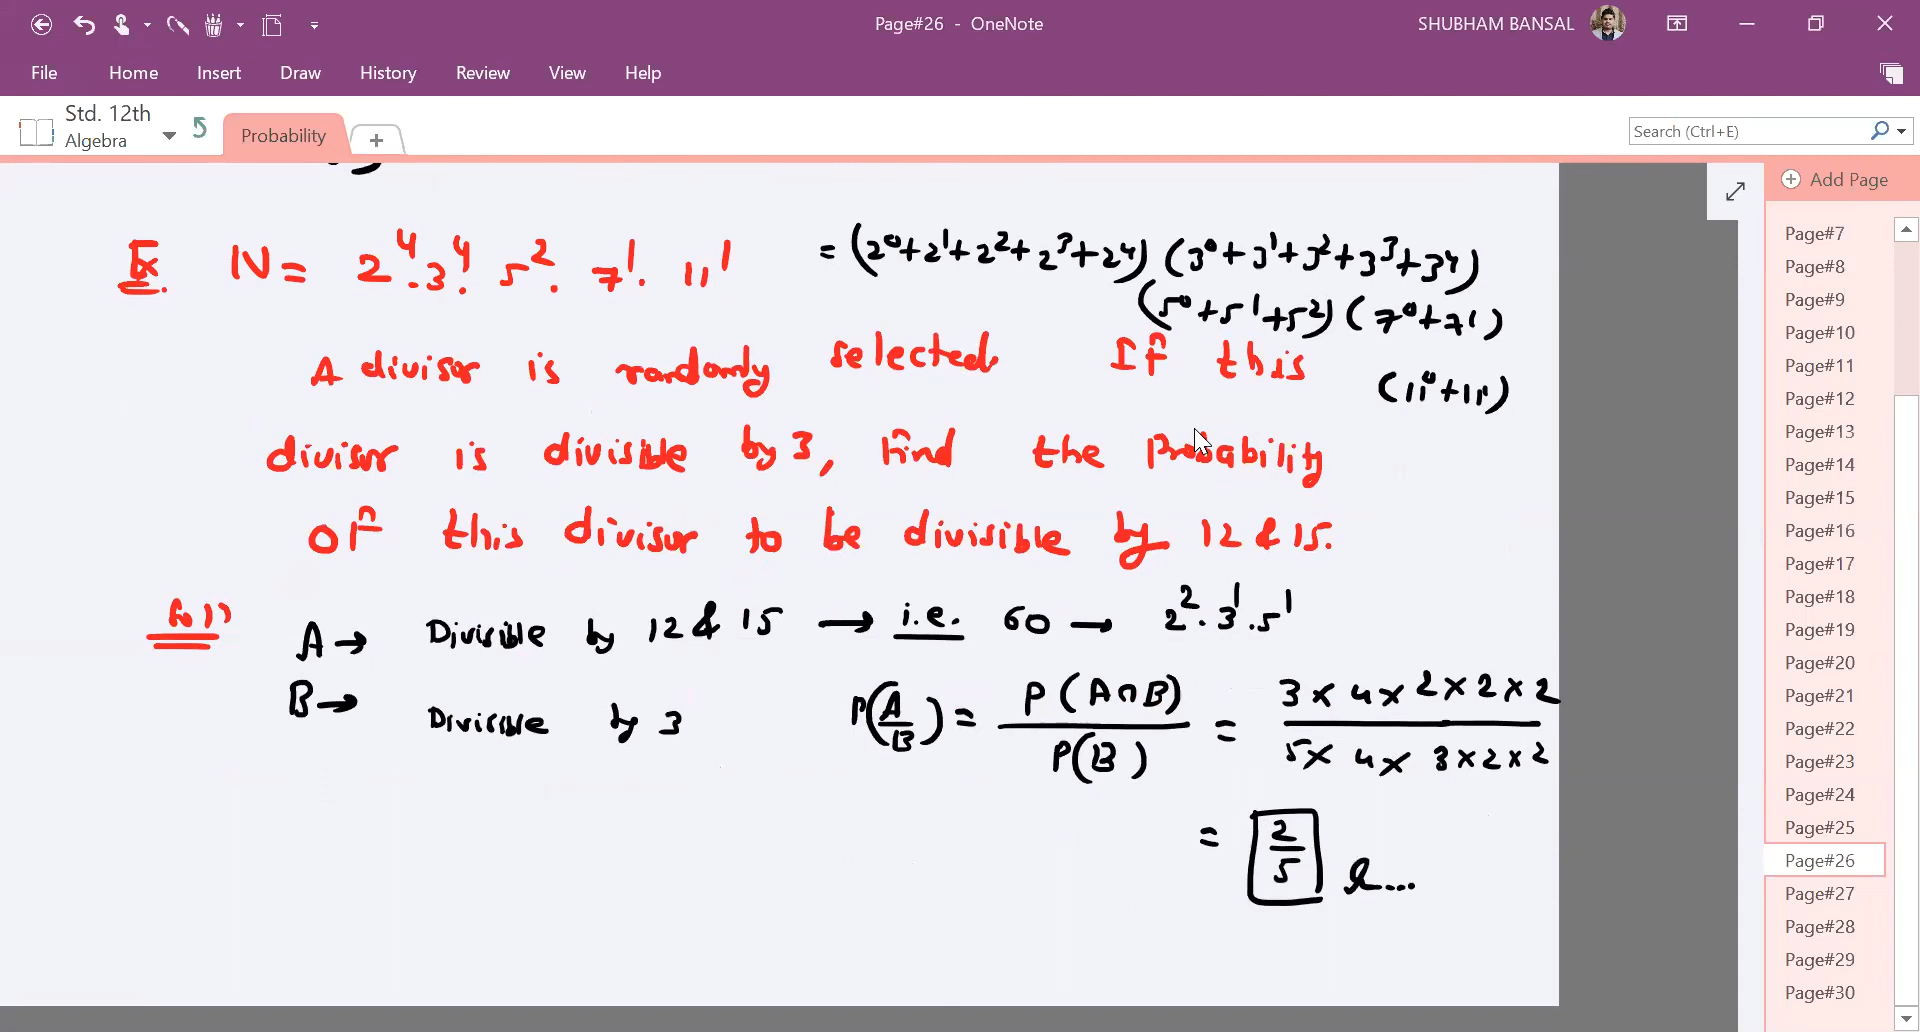 Page#26 - OneNote
SHUBHAM BANSAL
File Home Insert Draw History Review View Help
Std. 12th
Algebra
Probability
Search (Ctrl+E)
Add Page
Ex. N = 2⁴ . 3⁴ . 5² . 7¹ . 11¹
= (2⁰+2¹+2²+2³+2⁴) (3⁰+3¹+3²+3³+3⁴)
(5⁰+5¹+5²) (7⁰+7¹)
(11⁰+11¹)
A divisor is randomly selected If this
divisor is divisible by 3, find the Probability
of this divisor to be divisible by 12 & 15.
Sol)
A → Divisible by 12 & 15 → i.e. 60 → 2² . 3¹ . 5¹
B → Divisible by 3
P(A/B) = P(A∩B)/P(B) = 3×4×2×2×2 / 5×4×3×2×2
= 2/5
Page#7
Page#8
Page#9
Page#10
Page#11
Page#12
Page#13
Page#14
Page#15
Page#16
Page#17
Page#18
Page#19
Page#20
Page#21
Page#22
Page#23
Page#24
Page#25
Page#26
Page#27
Page#28
Page#29
Page#30